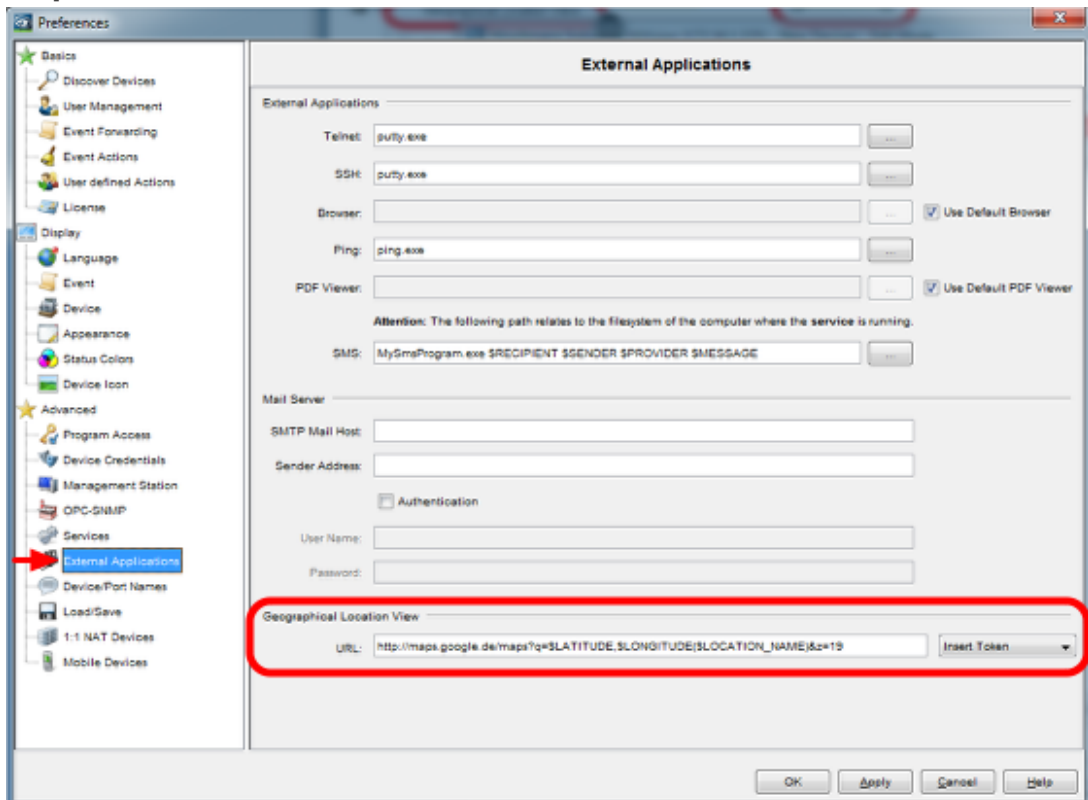 Preferences
Basics
Discover Devices
User Management
Event Forwarding
Event Actions
User defined Actions
License
Display
Language
Event
Device
Appearance
Status Colors
Device Icon
Advanced
Program Access
Device Credentials
Management Station
OPC-SNMP
Services
External Applications
Device/Port Names
Load/Save
1:1 NAT Devices
Mobile Devices
External Applications
External Applications
Telnet: putty.exe ...
SSH: putty.exe ...
Browser: ... Use Default Browser
Ping: ping.exe ...
PDF Viewer: ... Use Default PDF Viewer
Attention: The following path relates to the filesystem of the computer where the service is running.
SMS: MySmsProgram.exe $RECIPIENT $SENDER $PROVIDER $MESSAGE ...
Mail Server
SMTP Mail Host:
Sender Address:
Authentication
User Name:
Password:
Geographical Location View
URL: http://maps.google.de/maps?q=$LATITUDE,$LONGITUDE($LOCATION_NAME)&z=19 Insert Token
OK Apply Cancel Help